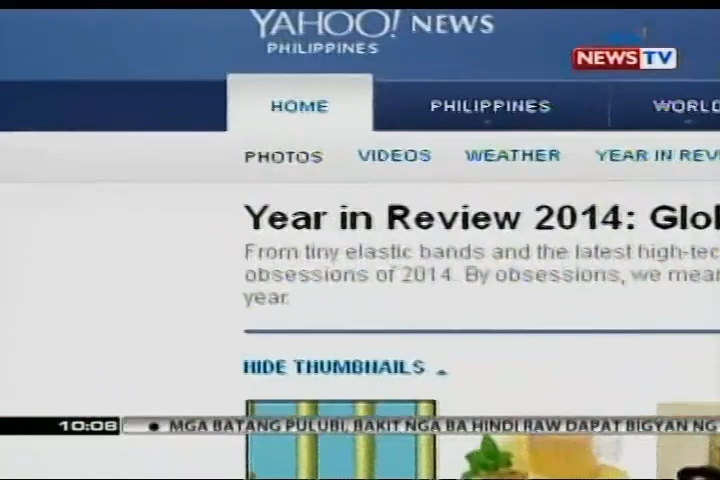 YAHOO! NEWS
PHILIPPINES
NEWS TV
HOME PHILIPPINES WORLD
PHOTOS VIDEOS WEATHER YEAR IN REV
Year in Review 2014: Glo
From tiny elastic bands and the latest high-tec
obsessions of 2014. By obsessions, we mean
year.
HIDE THUMBNAILS
10:08 MGA BATANG PULUBI, BAKIT NGA BA HINDI RAW DAPAT BIGYAN NG